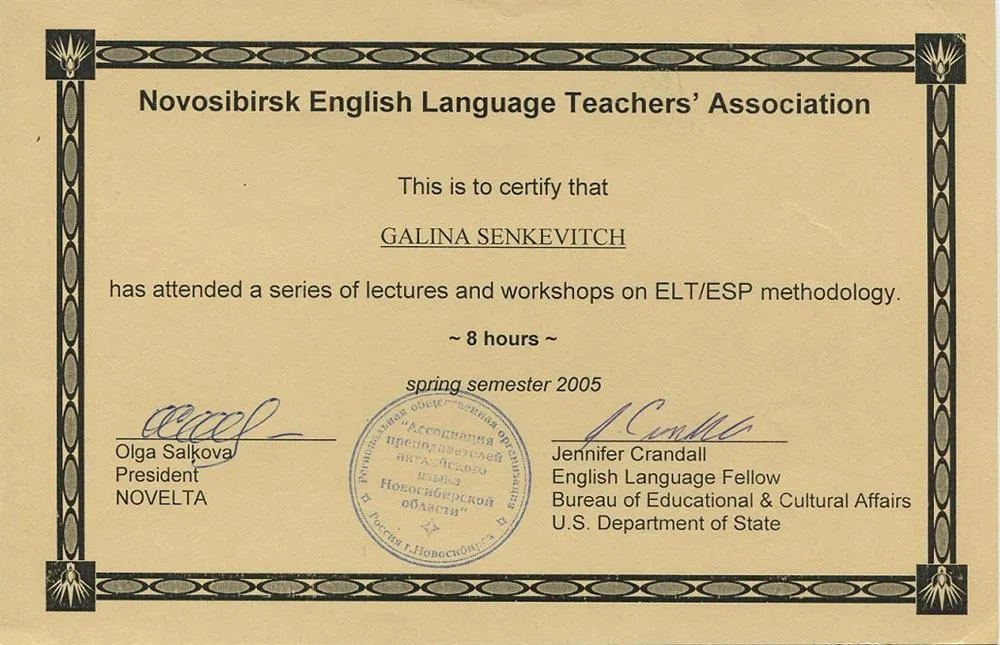 Novosibirsk English Language Teachers' Association
This is to certify that
GALINA SENKEVITCH
has attended a series of lectures and workshops on ELT/ESP methodology.
~ 8 hours ~
spring semester 2005
Olga Salkova
President
NOVELTA
Региональная общественная организация
"Ассоциация
преподавателей
английского
языка
Новосибирской
области"
Россия г.Новосибирск
Jennifer Crandall
English Language Fellow
Bureau of Educational & Cultural Affairs
U.S. Department of State